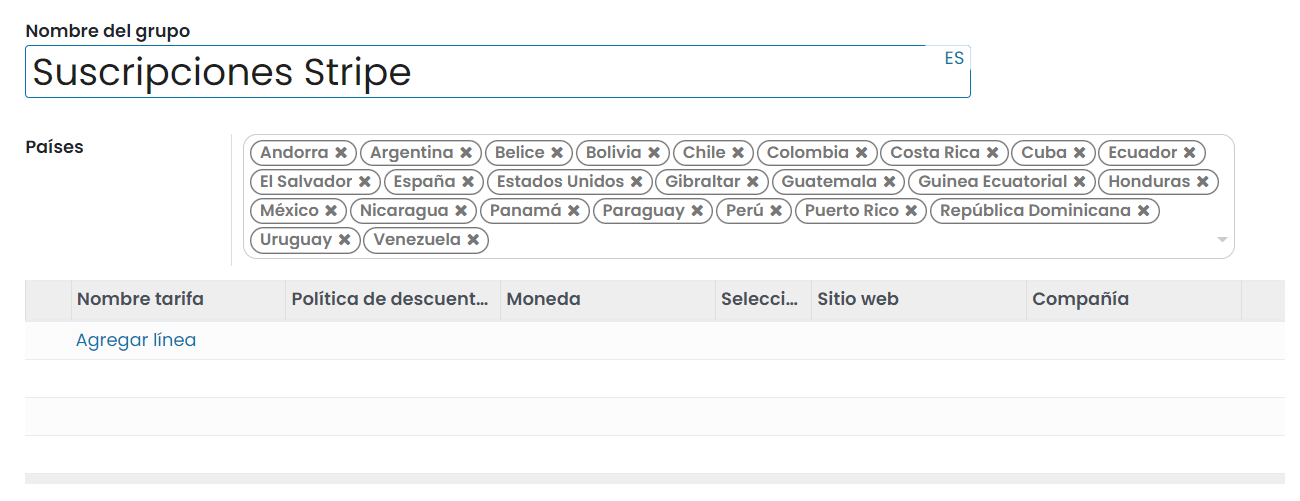 Nombre del grupo
Suscripciones Stripe ES
Países
Andorra ✖ Argentina ✖ Belice ✖ Bolivia ✖ Chile ✖ Colombia ✖ Costa Rica ✖ Cuba ✖ Ecuador ✖
El Salvador ✖ España ✖ Estados Unidos ✖ Gibraltar ✖ Guatemala ✖ Guinea Ecuatorial ✖ Honduras ✖
México ✖ Nicaragua ✖ Panamá ✖ Paraguay ✖ Perú ✖ Puerto Rico ✖ República Dominicana ✖
Uruguay ✖ Venezuela ✖
Nombre tarifa Política de descuent... Moneda Selecci... Sitio web Compañía
Agregar línea